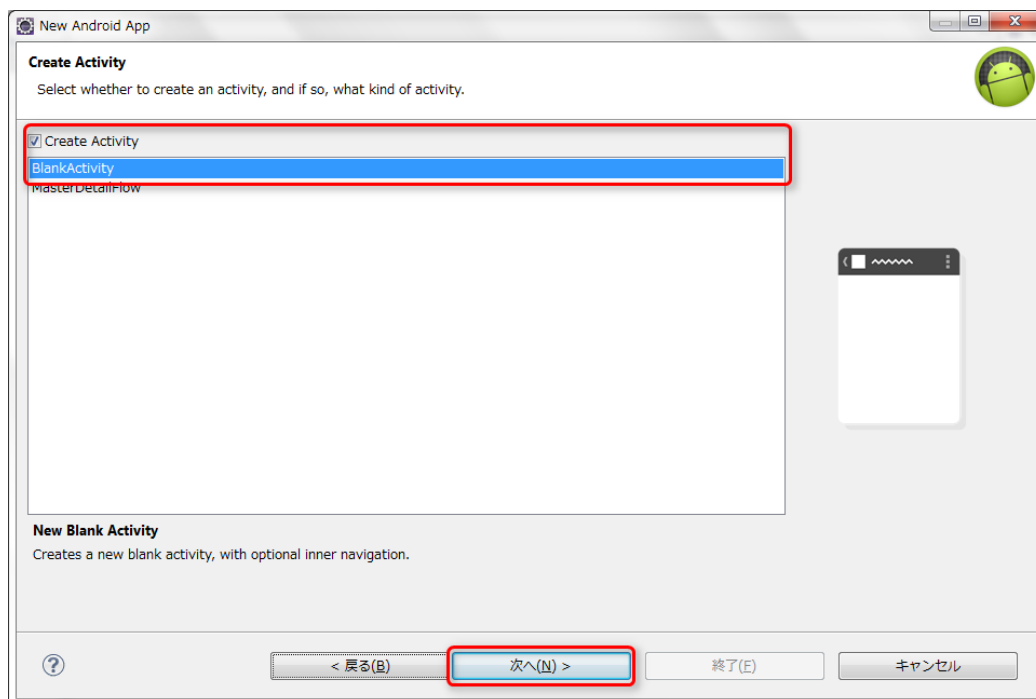 New Android App
Create Activity
Select whether to create an activity, and if so, what kind of activity.
Create Activity
BlankActivity
MasterDetailFlow
New Blank Activity
Creates a new blank activity, with optional inner navigation.
< 戻る(B) 次へ(N) > 終了(F) キャンセル